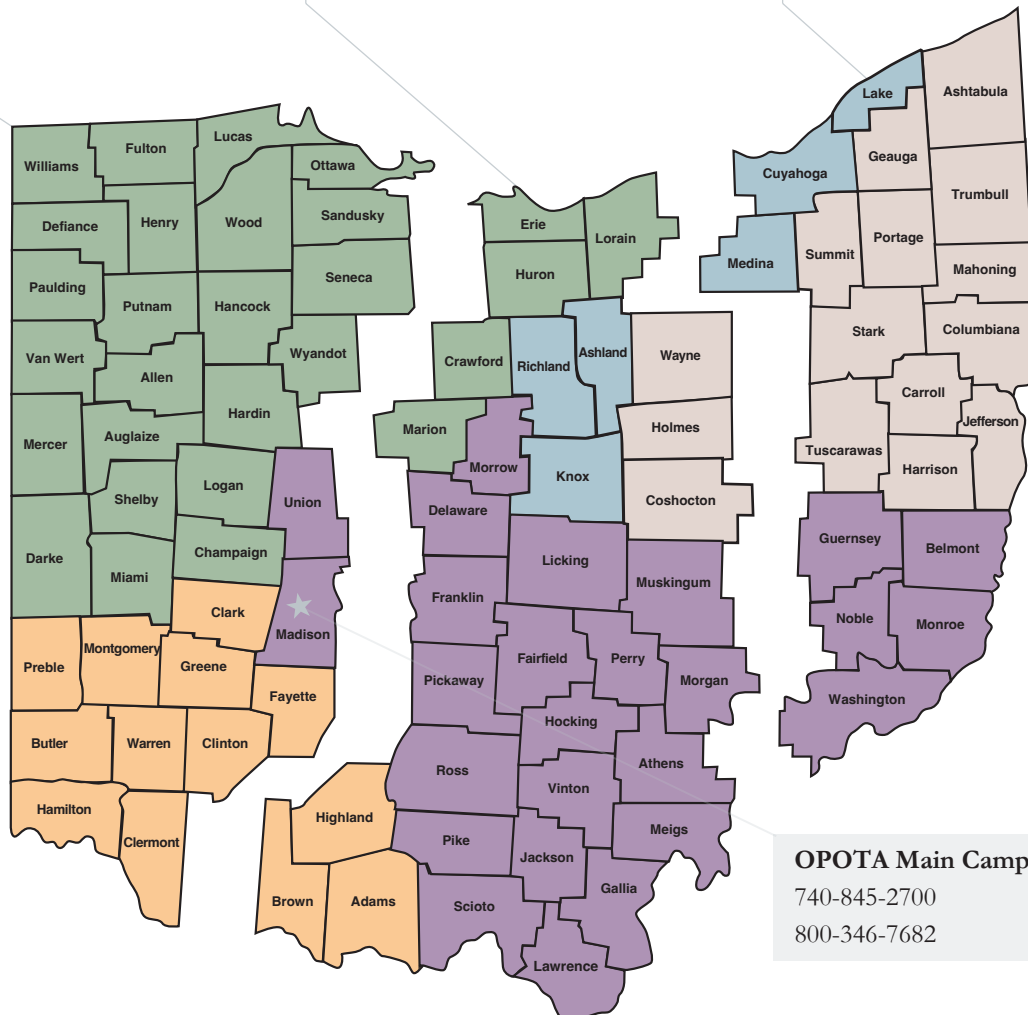 Williams
Fulton
Lucas
Ottawa
Defiance
Henry
Wood
Sandusky
Paulding
Putnam
Hancock
Seneca
Van Wert
Allen
Wyandot
Mercer
Auglaize
Hardin
Shelby
Logan
Union
Darke
Miami
Champaign
Clark
Madison
Preble
Montgomery
Greene
Fayette
Butler
Warren
Clinton
Hamilton
Clermont
Erie
Lorain
Huron
Crawford
Richland
Ashland
Wayne
Marion
Morrow
Knox
Holmes
Coshocton
Delaware
Licking
Franklin
Muskingum
Pickaway
Fairfield
Perry
Morgan
Hocking
Ross
Vinton
Athens
Highland
Pike
Jackson
Meigs
Brown
Adams
Scioto
Gallia
Lawrence
Lake
Ashtabula
Cuyahoga
Geauga
Trumbull
Medina
Summit
Portage
Mahoning
Stark
Columbiana
Carroll
Jefferson
Tuscarawas
Harrison
Guernsey
Belmont
Noble
Monroe
Washington
OPOTA Main Camp
740-845-2700
800-346-7682